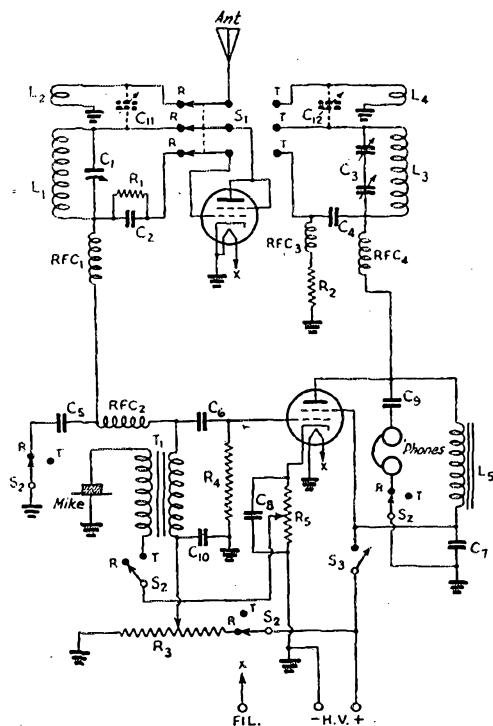 Ant
L2
R
S1
T
L4
C11
C12
R
T
C1
R
T
C3
L1
R1
L3
C2
C4
RFC1
RFC3
RFC4
R2
C5
RFC2
C6
C9
R
T
T1
R4
Phones
L5
S2
Mike
C8
R5
R
T
C10
S2
R
T
S3
C7
S2
T
R
S2
R3
x
x
x
FIL.
- H.V. +